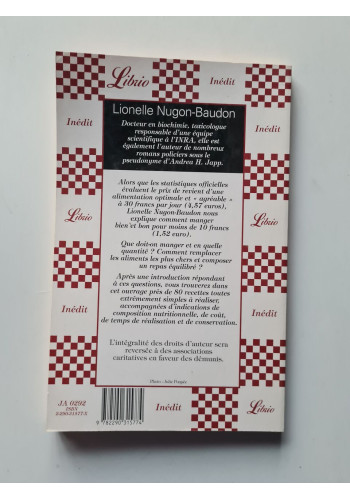 Librio
Inédit
Inédit
Lionelle Nugon-Baudon
Docteur en biochimie, toxicologue
responsable d'une équipe
scientifique à l'INRA, elle est
également l'auteur de nombreux
romans policiers sous le
pseudonyme d'Andrea H. Japp.
Inédit
Librio
Alors que les statistiques officielles
évaluent le prix de revient d'une
alimentation optimale et « agréable »
à 30 francs par jour (4,57 euros),
Lionelle Nugon-Baudon nous
explique comment manger
bien et bon pour moins de 10 francs
(1,52 euro).
Que doit-on manger et en quelle
quantité ? Comment remplacer
les aliments les plus chers et composer
un repas équilibré ?
Après une introduction répondant
à ces questions, vous trouverez dans
cet ouvrage près de 80 recettes toutes
extrêmement simples à réaliser,
accompagnées d'indications de
composition nutritionnelle, de coût,
de temps de réalisation et de conservation.
Inédit
Inédit
L'intégralité des droits d'auteur sera
reversée à des associations
caritatives en faveur des démunis.
JA 0292
ISBN
9 782290 315774
Inédit
Librio